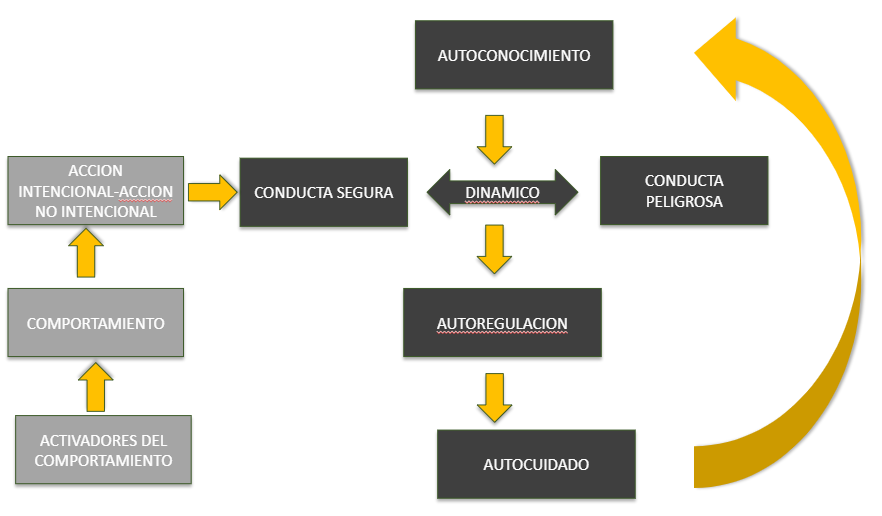 AUTOCONOCIMIENTO
ACCION
INTENCIONAL-ACCION
NO INTENCIONAL
CONDUCTA SEGURA
DINAMICO
CONDUCTA
PELIGROSA
COMPORTAMIENTO
AUTOREGULACION
ACTIVADORES DEL
COMPORTAMIENTO
AUTOCUIDADO